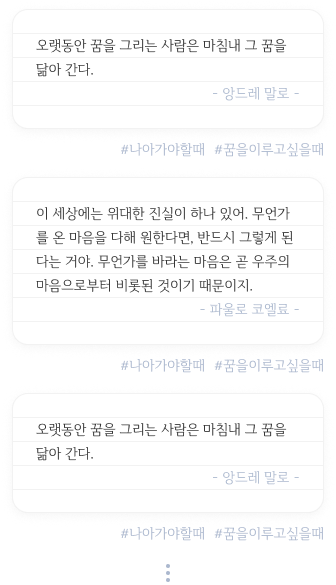 오랫동안 꿈을 그리는 사람은 마침내 그 꿈을
닮아 간다.
- 앙드레 말로 -
#나아가야할때 #꿈을이루고싶을때
이 세상에는 위대한 진실이 하나 있어. 무언가
를 온 마음을 다해 원한다면, 반드시 그렇게 된
다는 거야. 무언가를 바라는 마음은 곧 우주의
마음으로부터 비롯된 것이기 때문이지.
- 파울로 코엘료 -
#나아가야할때 #꿈을이루고싶을때
오랫동안 꿈을 그리는 사람은 마침내 그 꿈을
닮아 간다.
- 앙드레 말로 -
#나아가야할때 #꿈을이루고싶을때